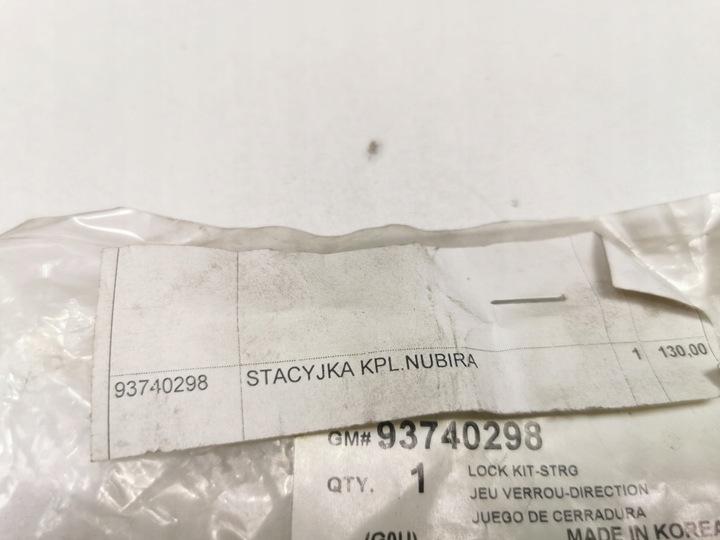 93740298 STACYJKA KPL.NUBIRA 1 130,00
GM# 93740298
QTY. 1 LOCK KIT-STRG
JEU VERROU-DIRECTION
JUEGO DE CERRADURA
(G0U) MADE IN KOREA